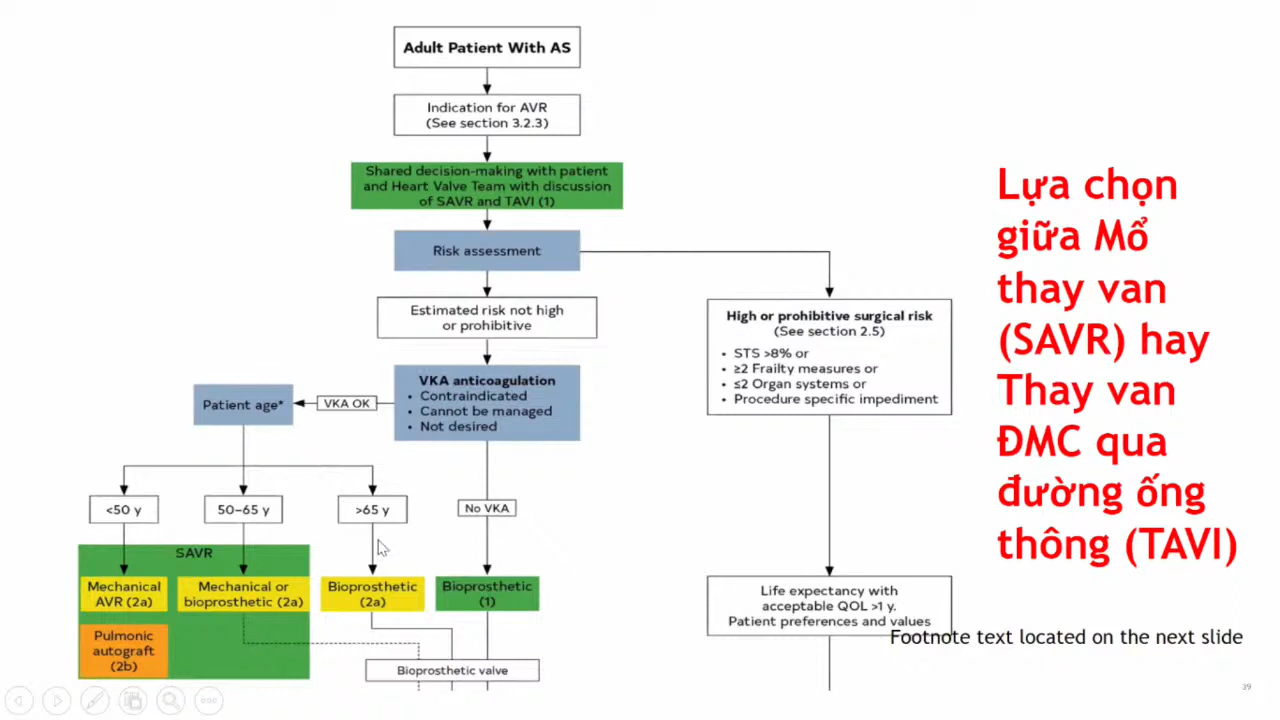 Adult Patient With AS
Indication for AVR
(See section 3.2.3)
Shared decision-making with patient
and Heart Valve Team with discussion
of SAVR and TAVI (1)
Risk assessment
Estimated risk not high
or prohibitive
High or prohibitive surgical risk
(See section 2.5)
• STS >8% or
• ≥2 Frailty measures or
• ≤2 Organ systems or
• Procedure specific impediment
VKA anticoagulation
• Contraindicated
• Cannot be managed
• Not desired
VKA OK
Patient age*
<50 y
50–65 y
>65 y
No VKA
SAVR
Mechanical
AVR (2a)
Mechanical or
bioprosthetic (2a)
Bioprosthetic
(2a)
Bioprosthetic
(1)
Pulmonic
autograft
(2b)
Bioprosthetic valve
Life expectancy with
acceptable QOL >1 y.
Patient preferences and values
Lựa chọn
giữa Mổ
thay van
(SAVR) hay
Thay van
ĐMC qua
đường ống
thông (TAVI)
Footnote text located on the next slide
39